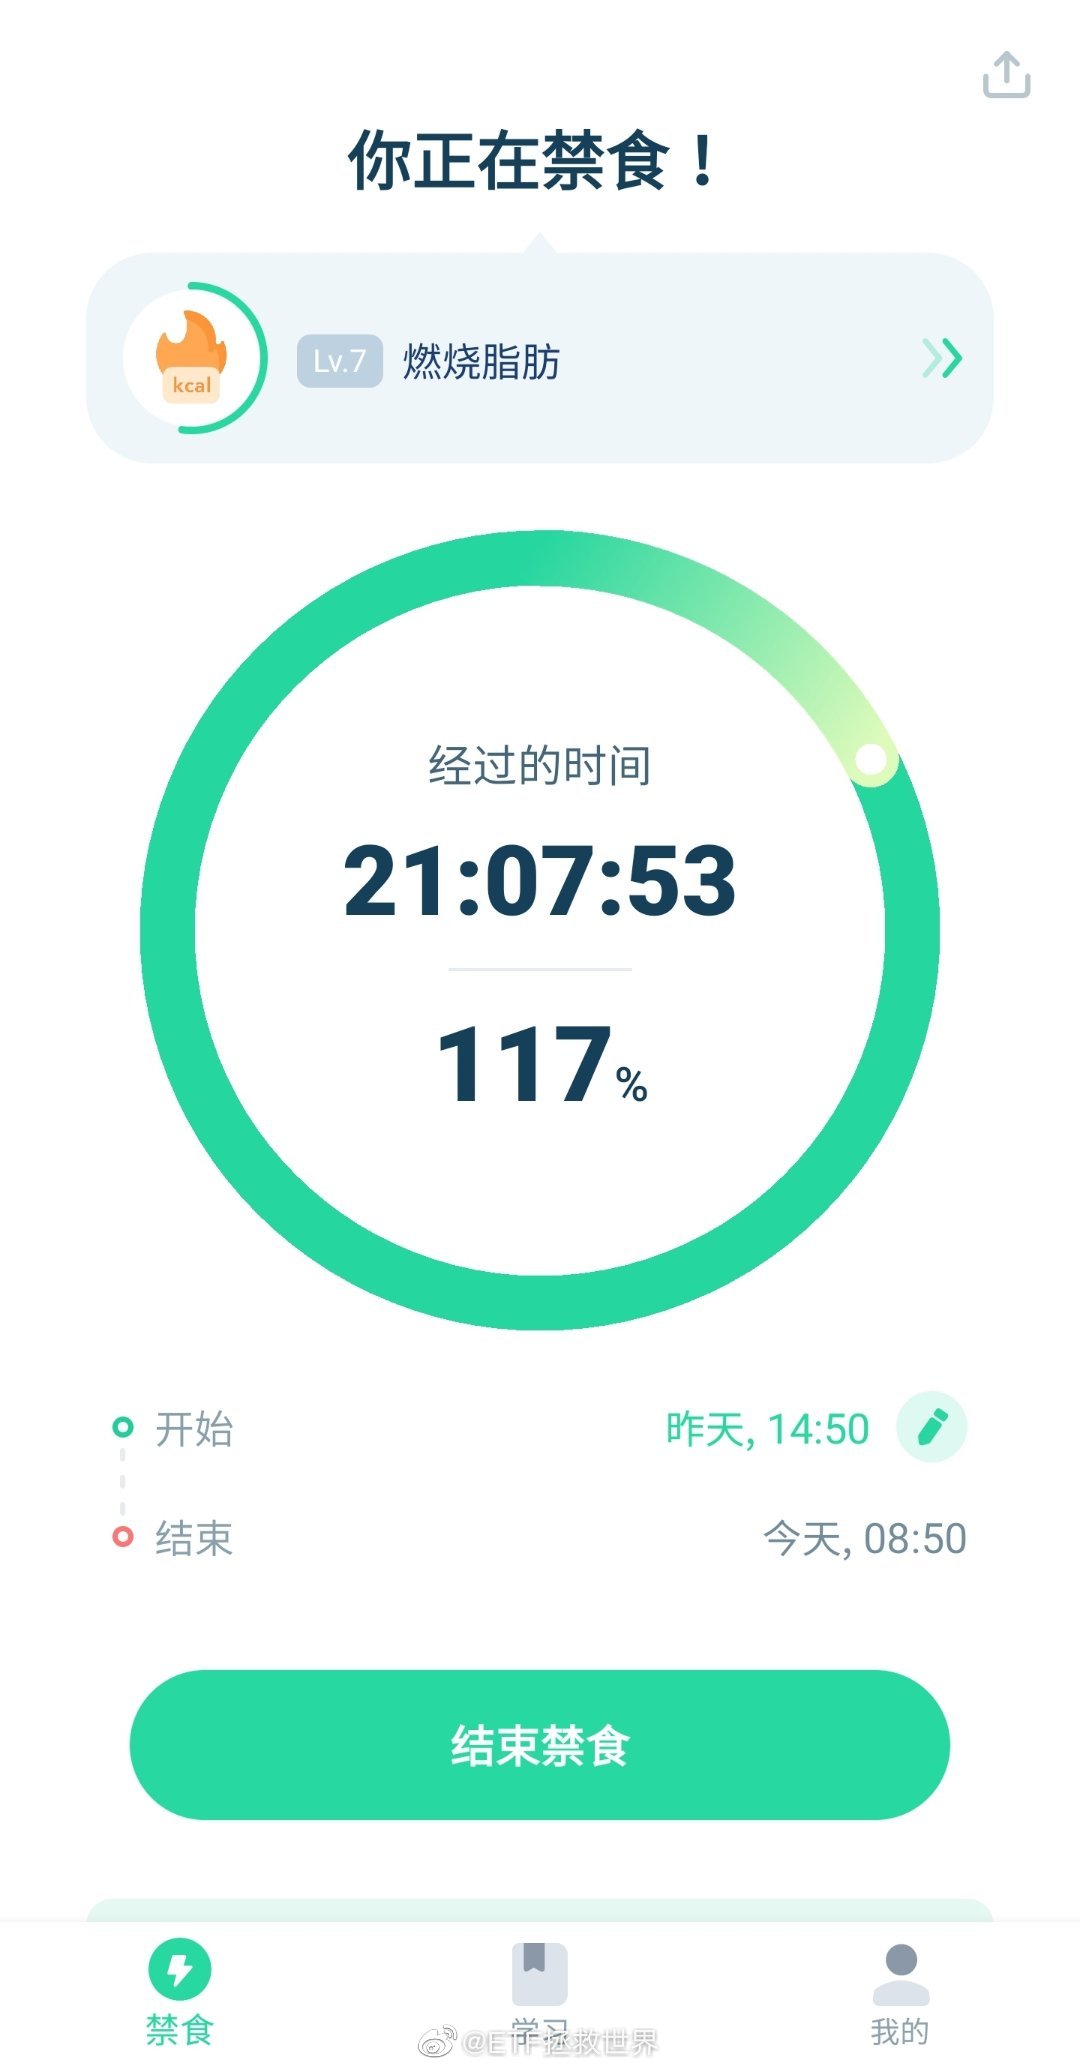 你正在禁食！
kcal
Lv.7 燃烧脂肪
经过的时间
21:07:53
117%
开始 昨天, 14:50
结束 今天, 08:50
结束禁食
禁食 学习 我的
@ETF拯救世界